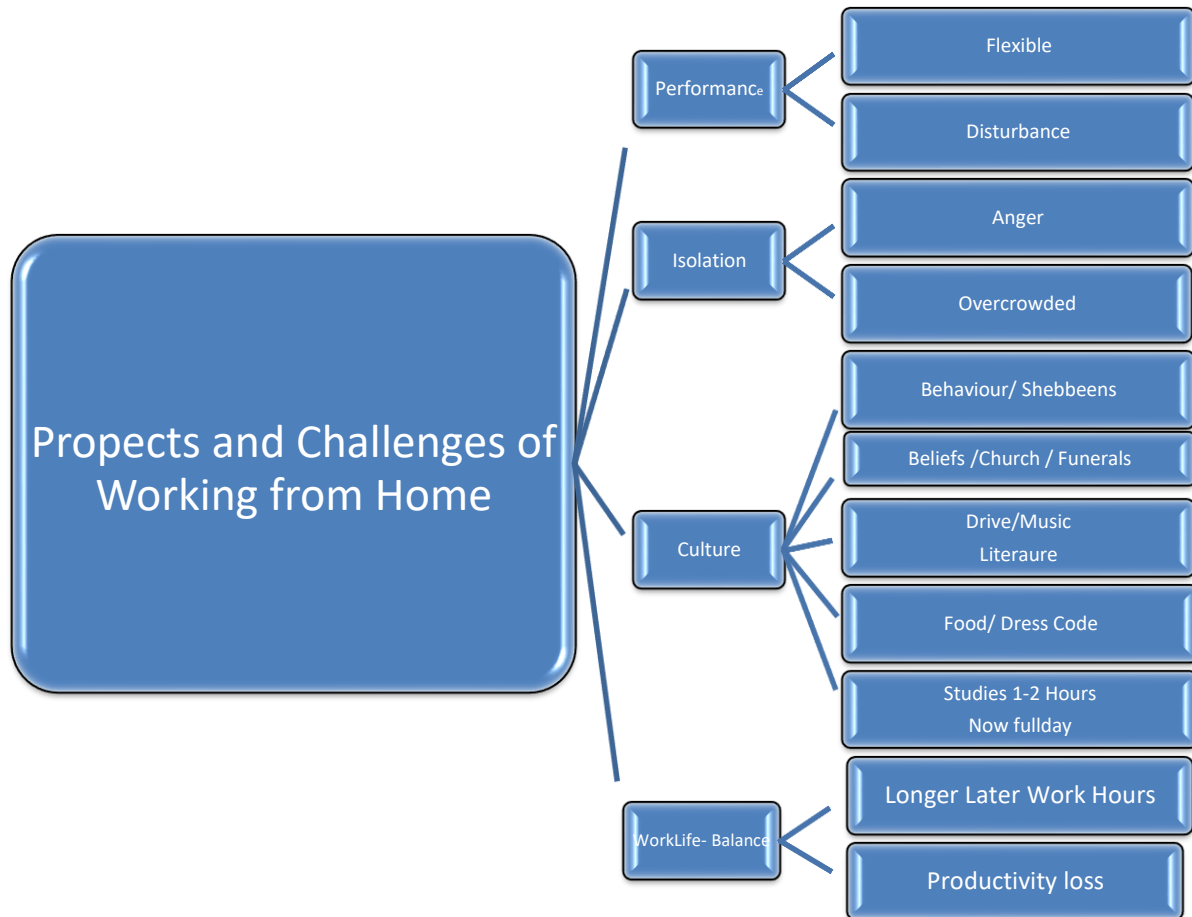 Propects and Challenges of
Working from Home
Performance
Flexible
Disturbance
Isolation
Anger
Overcrowded
Culture
Behaviour/ Shebbeens
Beliefs /Church / Funerals
Drive/Music
Literaure
Food/ Dress Code
Studies 1-2 Hours
Now fullday
WorkLife- Balance
Longer Later Work Hours
Productivity loss